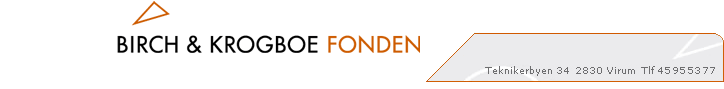 BIRCH & KROGBOE FONDEN
Teknikerbyen 34 2830 Virum Tlf 45955377